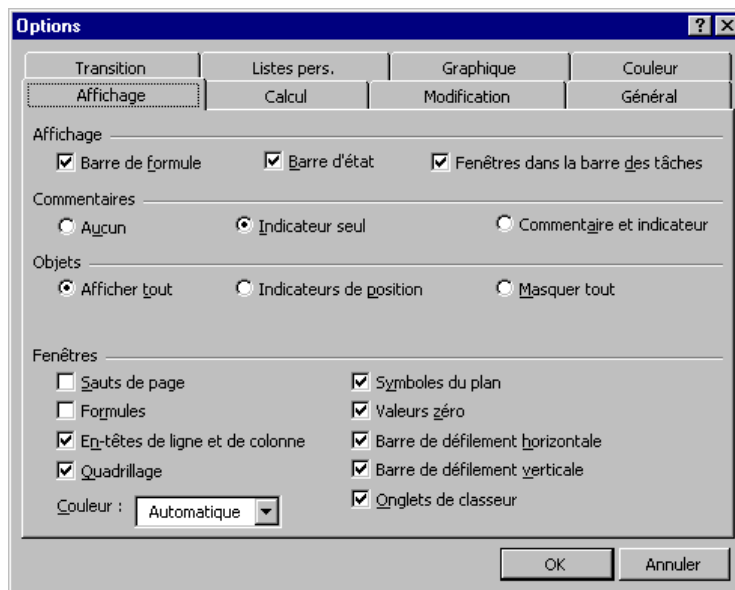 Options
Transition Listes pers. Graphique Couleur
Affichage Calcul Modification Général
Affichage
Barre de formule Barre d'état Fenêtres dans la barre des tâches
Commentaires
Aucun Indicateur seul Commentaire et indicateur
Objets
Afficher tout Indicateurs de position Masquer tout
Fenêtres
Sauts de page Symboles du plan
Formules Valeurs zéro
En-têtes de ligne et de colonne Barre de défilement horizontale
Quadrillage Barre de défilement verticale
Couleur : Automatique Onglets de classeur
OK Annuler